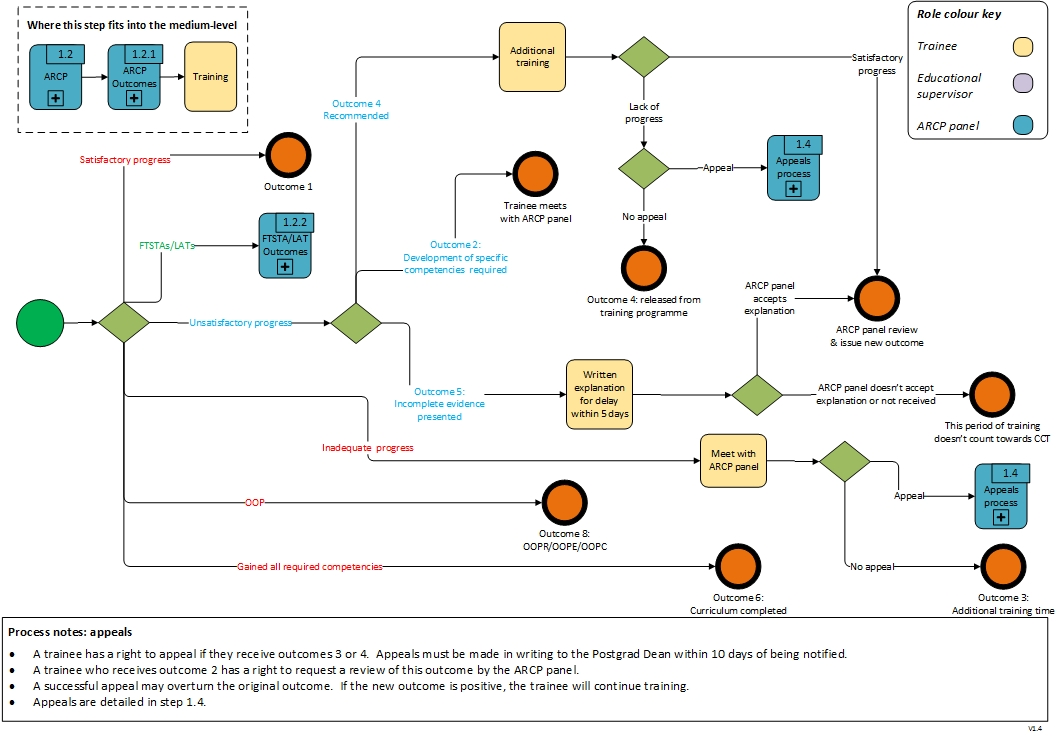 Where this step fits into the medium-level
1.2
ARCP
1.2.1
ARCP
Outcomes
Training
Role colour key
Trainee
Educational
supervisor
ARCP panel
Additional
training
Satisfactory
progress
Outcome 4
Recommended
Lack of
progress
Satisfactory progress
Outcome 1
Appeal
1.4
Appeals
process
Trainee meets
with ARCP panel
No appeal
1.2.2
FTSTA/LAT
Outcomes
FTSTAs/LATs
Outcome 2:
Development of specific
competencies required
Outcome 4: released from
training programme
ARCP panel
accepts
explanation
ARCP panel review
& issue new outcome
Unsatisfactory progress
Outcome 5:
Incomplete evidence
presented
Written
explanation
for delay
within 5 days
ARCP panel doesn't accept
explanation or not received
This period of training
doesn't count towards CCT
Inadequate progress
Meet with
ARCP panel
Appeal
1.4
Appeals
process
OOP
Outcome 8:
OOPR/OOPE/OOPC
Gained all required competencies
Outcome 6:
Curriculum completed
No appeal
Outcome 3:
Additional training time
Process notes: appeals
• A trainee has a right to appeal if they receive outcomes 3 or 4. Appeals must be made in writing to the Postgrad Dean within 10 days of being notified.
• A trainee who receives outcome 2 has a right to request a review of this outcome by the ARCP panel.
• A successful appeal may overturn the original outcome. If the new outcome is positive, the trainee will continue training.
• Appeals are detailed in step 1.4.
V1.4